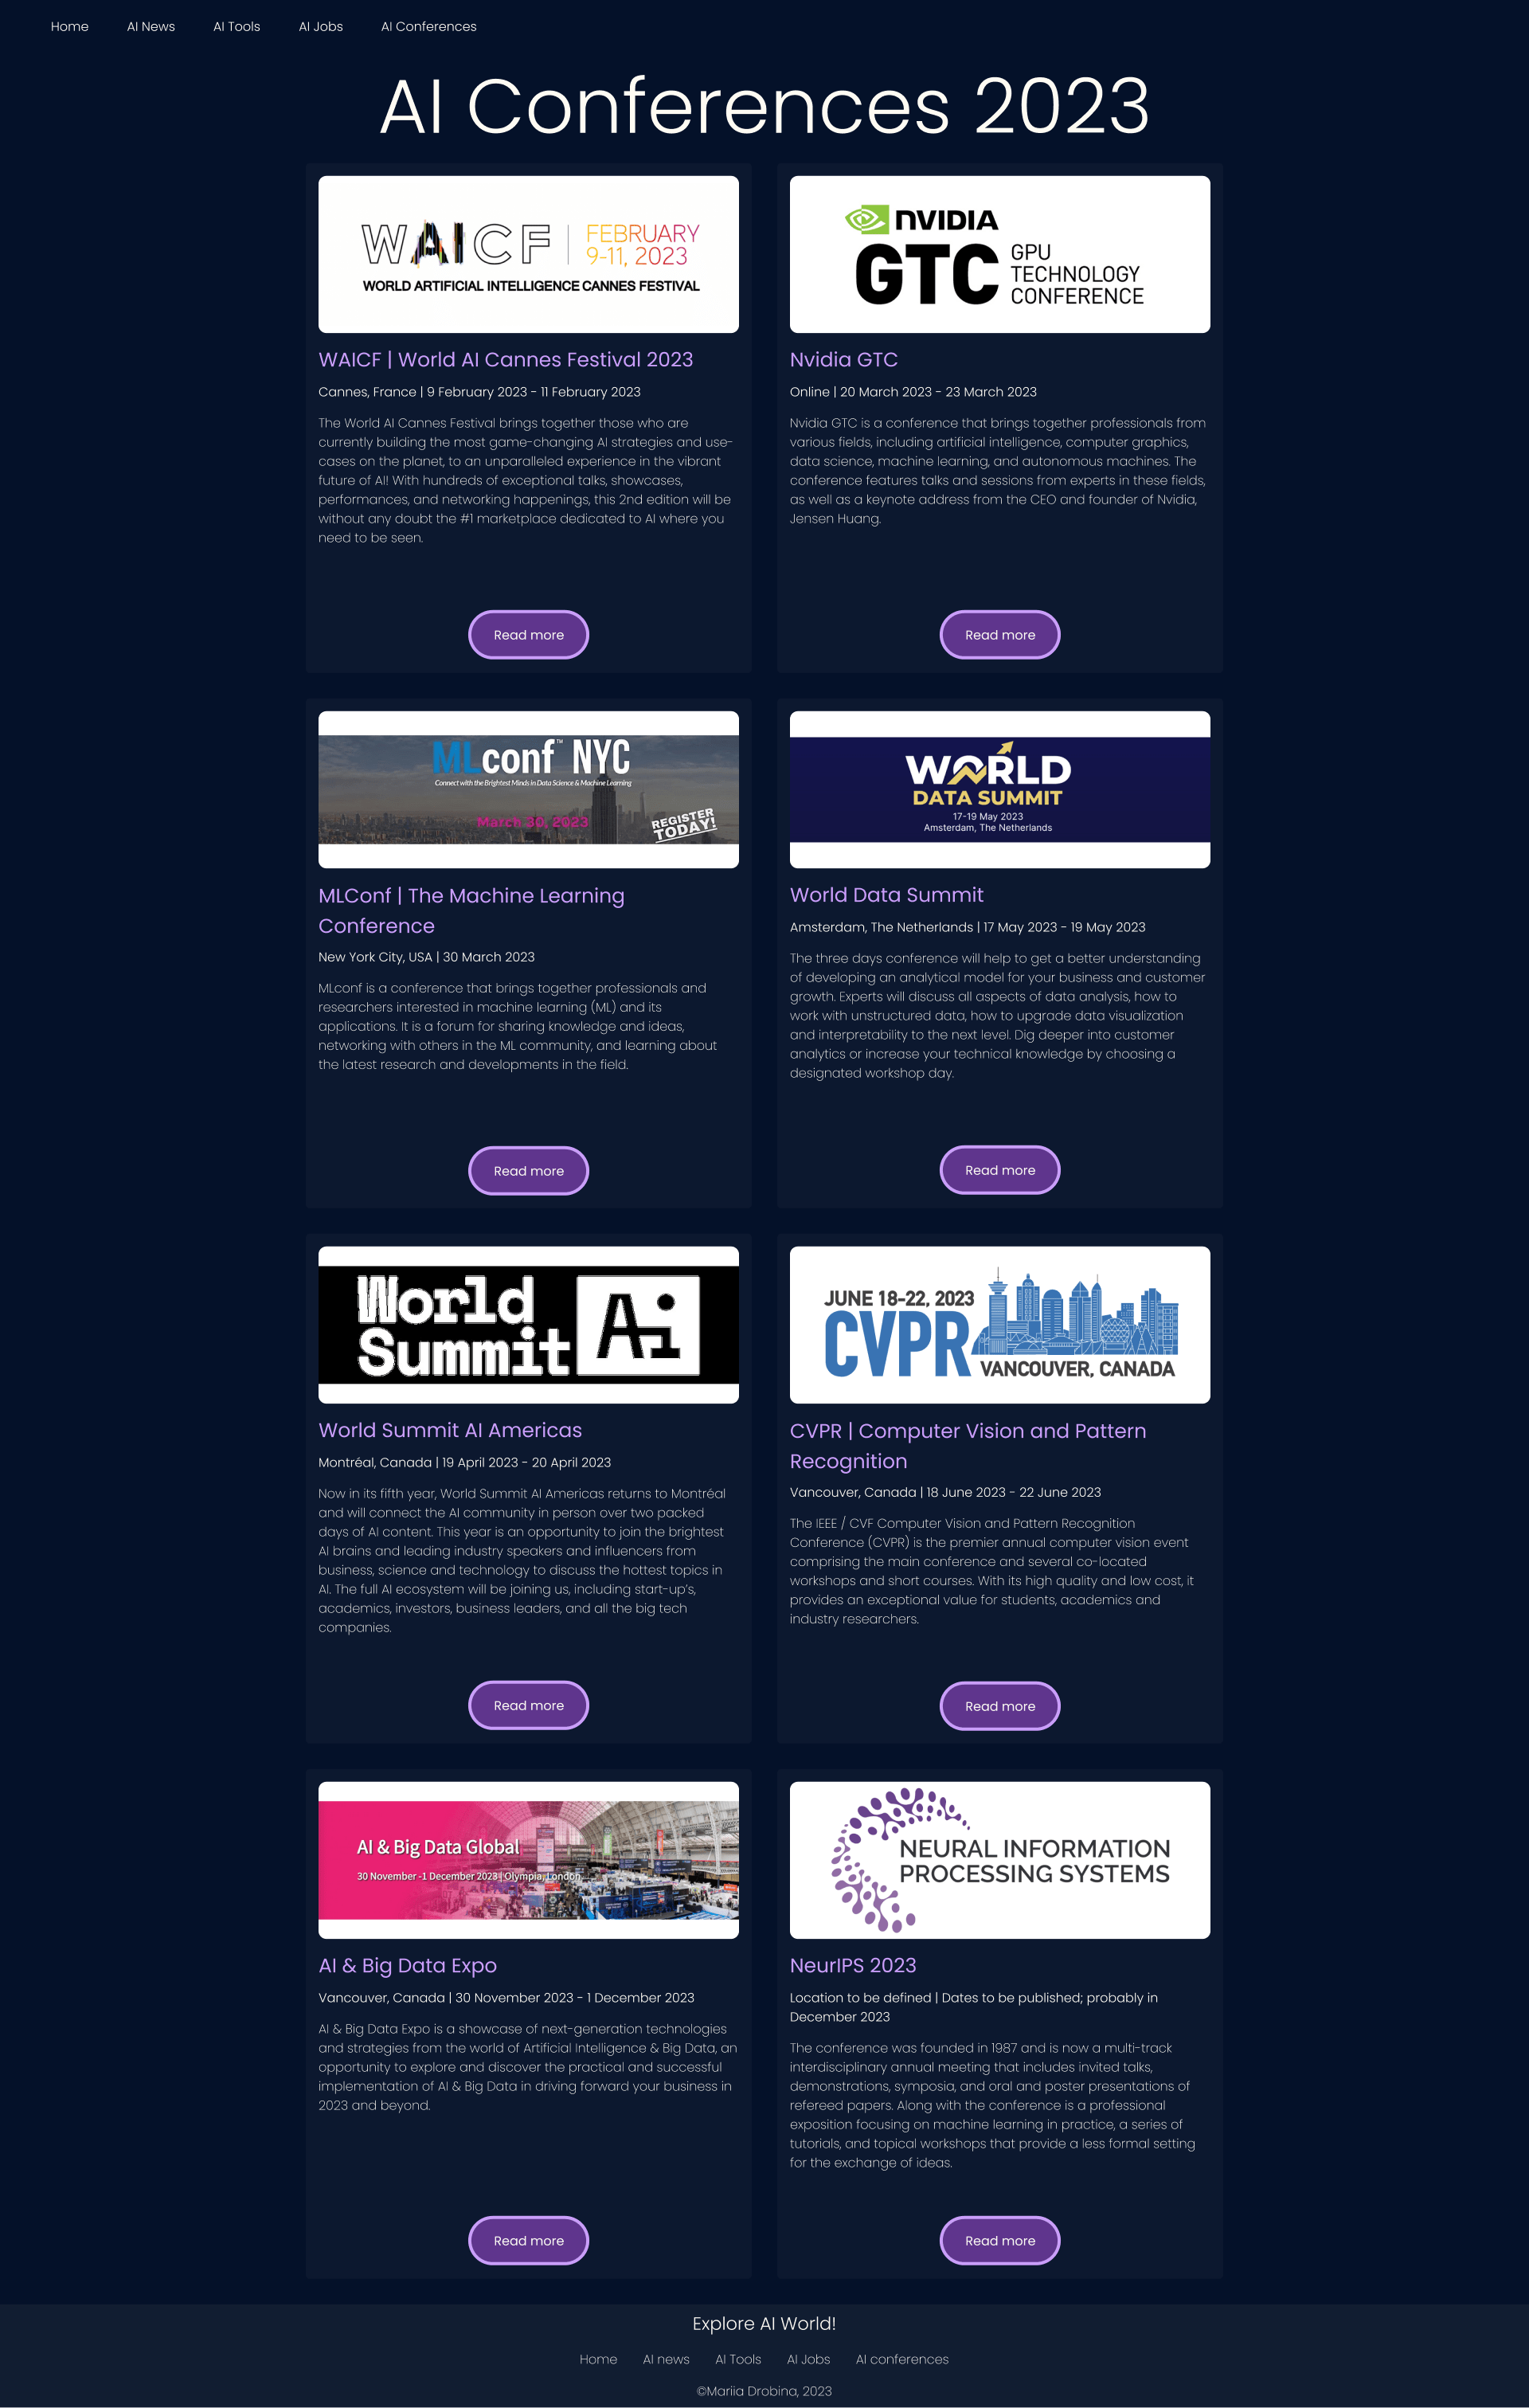 Home AI News AI Tools AI Jobs AI Conferences
AI Conferences 2023
WAICF | FEBRUARY 9-11, 2023
WORLD ARTIFICIAL INTELLIGENCE CANNES FESTIVAL
WAICF | World AI Cannes Festival 2023
Cannes, France | 9 February 2023 - 11 February 2023
The World AI Cannes Festival brings together those who are
currently building the most game-changing AI strategies and use-
cases on the planet, to an unparalleled experience in the vibrant
future of AI! With hundreds of exceptional talks, showcases,
performances, and networking happenings, this 2nd edition will be
without any doubt the #1 marketplace dedicated to AI where you
need to be seen.
Read more
NVIDIA
GTC
GPU
TECHNOLOGY
CONFERENCE
Nvidia GTC
Online | 20 March 2023 - 23 March 2023
Nvidia GTC is a conference that brings together professionals from
various fields, including artificial intelligence, computer graphics,
data science, machine learning, and autonomous machines. The
conference features talks and sessions from experts in these fields,
as well as a keynote address from the CEO and founder of Nvidia,
Jensen Huang.
Read more
MLconf™ NYC
Connect with the Brightest Minds in Data Science & Machine Learning
March 30, 2023
REGISTER
TODAY!
MLConf | The Machine Learning
Conference
New York City, USA | 30 March 2023
MLconf is a conference that brings together professionals and
researchers interested in machine learning (ML) and its
applications. It is a forum for sharing knowledge and ideas,
networking with others in the ML community, and learning about
the latest research and developments in the field.
Read more
WORLD
DATA SUMMIT
17-19 May 2023
Amsterdam, The Netherlands
World Data Summit
Amsterdam, The Netherlands | 17 May 2023 - 19 May 2023
The three days conference will help to get a better understanding
of developing an analytical model for your business and customer
growth. Experts will discuss all aspects of data analysis, how to
work with unstructured data, how to upgrade data visualization
and interpretability to the next level. Dig deeper into customer
analytics or increase your technical knowledge by choosing a
designated workshop day.
Read more
World
Summit
Ai
World Summit AI Americas
Montréal, Canada | 19 April 2023 - 20 April 2023
Now in its fifth year, World Summit AI Americas returns to Montréal
and will connect the AI community in person over two packed
days of AI content. This year is an opportunity to join the brightest
AI brains and leading industry speakers and influencers from
business, science and technology to discuss the hottest topics in
AI. The full AI ecosystem will be joining us, including start-up's,
academics, investors, business leaders, and all the big tech
companies.
Read more
JUNE 18-22, 2023
CVPR
VANCOUVER, CANADA
CVPR | Computer Vision and Pattern
Recognition
Vancouver, Canada | 18 June 2023 - 22 June 2023
The IEEE / CVF Computer Vision and Pattern Recognition
Conference (CVPR) is the premier annual computer vision event
comprising the main conference and several co-located
workshops and short courses. With its high quality and low cost, it
provides an exceptional value for students, academics and
industry researchers.
Read more
AI & Big Data Global
30 November -1 December 2023 | Olympia, London
AI & Big Data Expo
Vancouver, Canada | 30 November 2023 - 1 December 2023
AI & Big Data Expo is a showcase of next-generation technologies
and strategies from the world of Artificial Intelligence & Big Data, an
opportunity to explore and discover the practical and successful
implementation of AI & Big Data in driving forward your business in
2023 and beyond.
Read more
NEURAL INFORMATION
PROCESSING SYSTEMS
NeurIPS 2023
Location to be defined | Dates to be published; probably in
December 2023
The conference was founded in 1987 and is now a multi-track
interdisciplinary annual meeting that includes invited talks,
demonstrations, symposia, and oral and poster presentations of
refereed papers. Along with the conference is a professional
exposition focusing on machine learning in practice, a series of
tutorials, and topical workshops that provide a less formal setting
for the exchange of ideas.
Read more
Explore AI World!
Home AI news AI Tools AI Jobs AI conferences
©Mariia Drobina, 2023